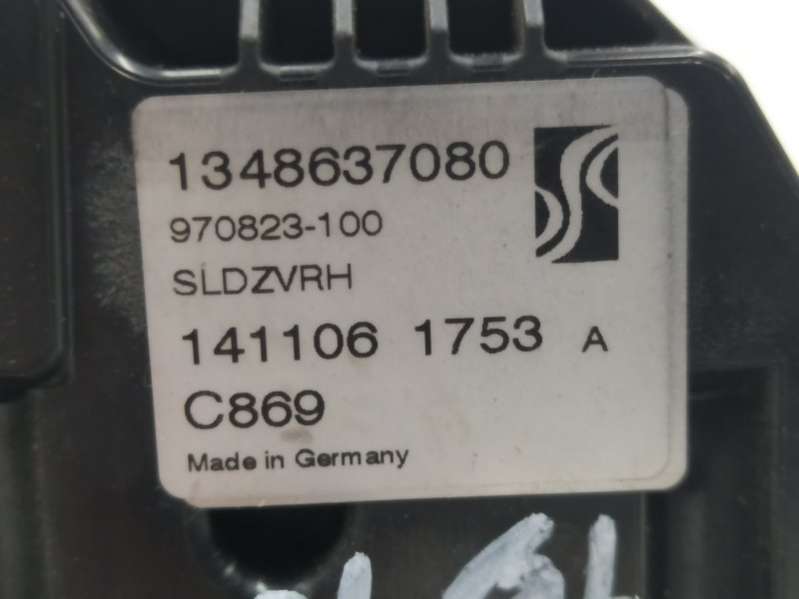 1348637080
970823-100
SLDZVRH
141106 1753 A
C869
Made in Germany